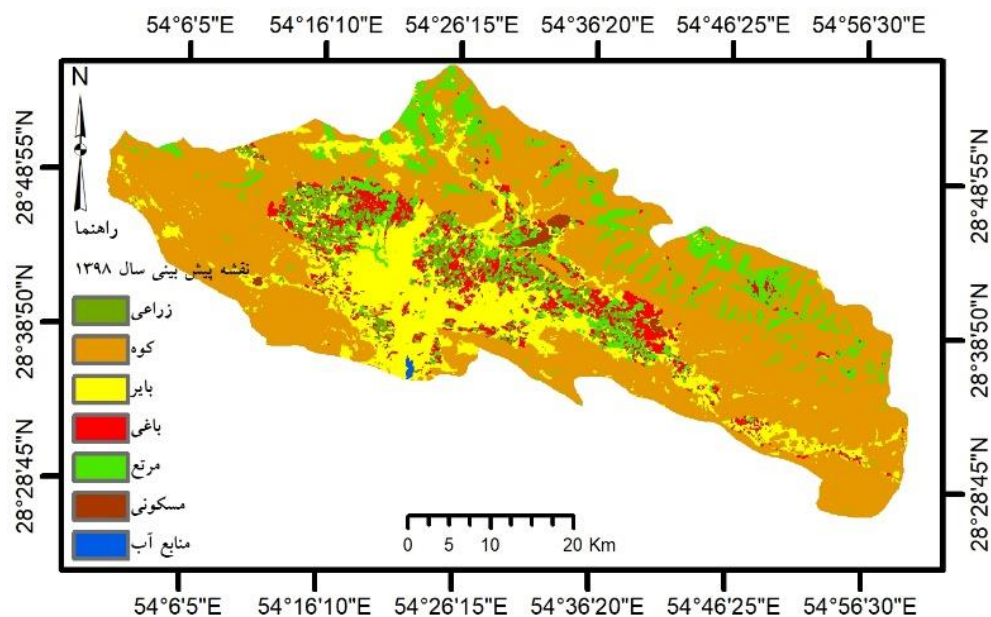 54°6'5"E 54°16'10"E 54°26'15"E 54°36'20"E 54°46'25"E 54°56'30"E
N
28°48'55"N 28°48'55"N
راهنما
نقشه پیش بینی سال ۱۳۹۸
زراعی
28°38'50"N 28°38'50"N
کوه
بایر
باغی
مرتع
28°28'45"N 28°28'45"N
مسکونی
منابع آب
0 5 10 20 Km
54°6'5"E 54°16'10"E 54°26'15"E 54°36'20"E 54°46'25"E 54°56'30"E